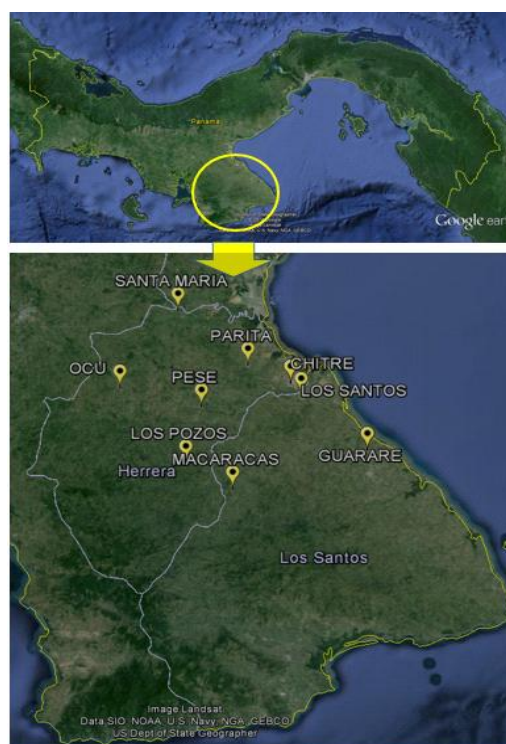 Panama
Google earth
SANTA MARIA
PARITA
OCÚ
CHITRE
PESE
LOS SANTOS
LOS POZOS
GUARARE
Herrera
MACARACAS
Los Santos
Image Landsat
Data SIO, NOAA, U.S. Navy, NGA, GEBCO
US Dept of State Geographer